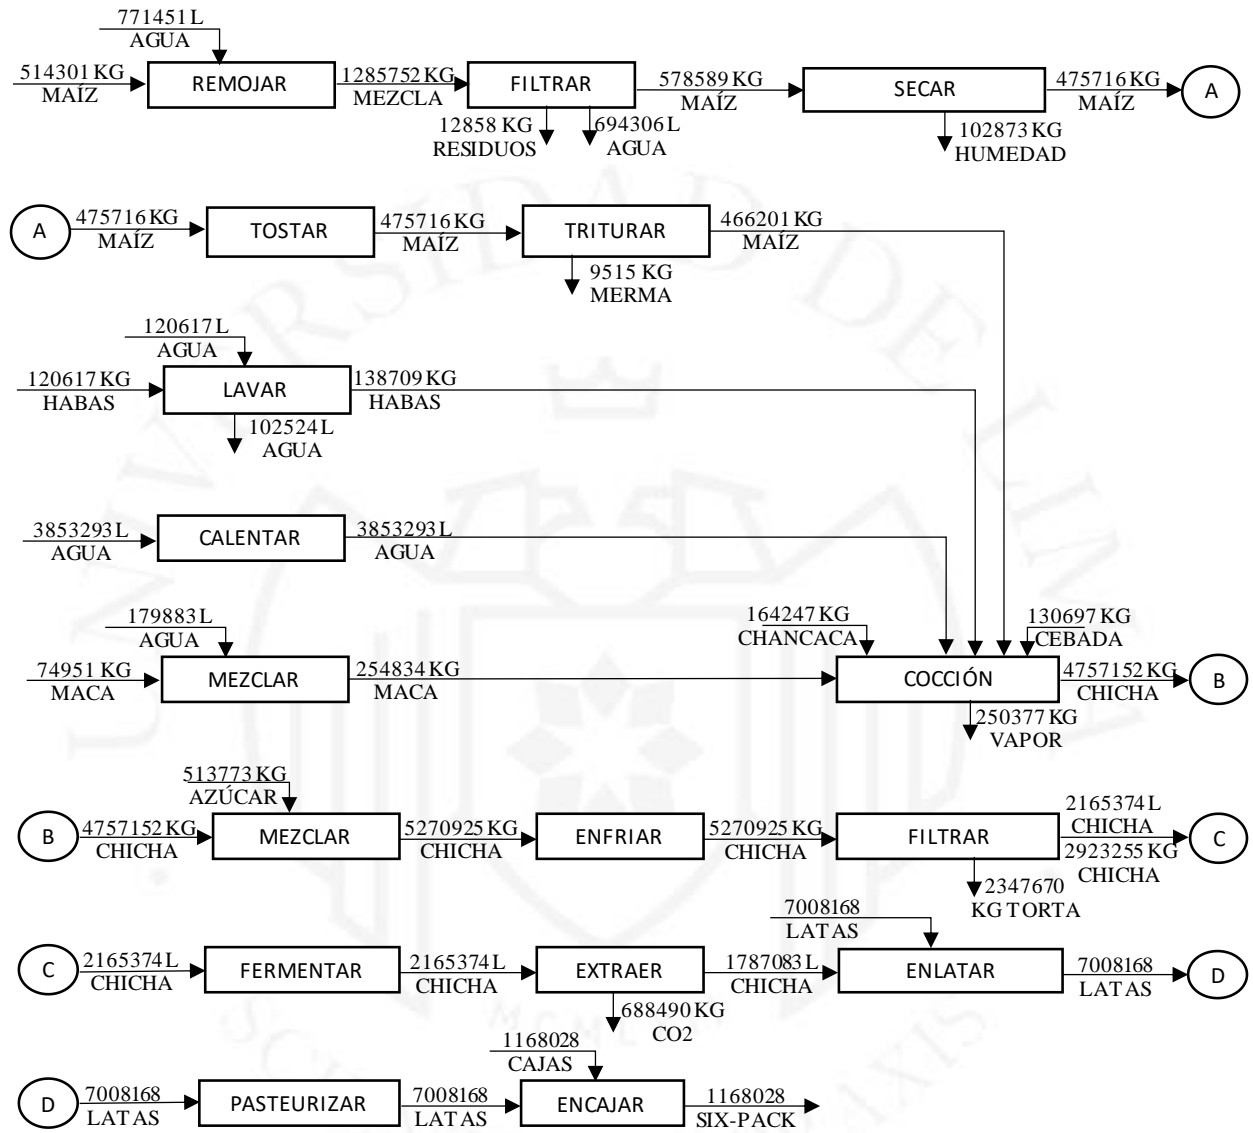 771451 L
AGUA
514301 KG
MAÍZ
REMOJAR
1285752 KG
MEZCLA
FILTRAR
12858 KG
RESIDUOS
694306 L
AGUA
578589 KG
MAÍZ
SECAR
102873 KG
HUMEDAD
475716 KG
MAÍZ
A
A
475716 KG
MAÍZ
TOSTAR
475716 KG
MAÍZ
TRITURAR
9515 KG
MERMA
466201 KG
MAÍZ
120617 L
AGUA
120617 KG
HABAS
LAVAR
138709 KG
HABAS
102524 L
AGUA
3853293 L
AGUA
CALENTAR
3853293 L
AGUA
179883 L
AGUA
74951 KG
MACA
MEZCLAR
254834 KG
MACA
164247 KG
CHANCACA
130697 KG
CEBADA
COCCIÓN
4757152 KG
CHICHA
B
250377 KG
VAPOR
513773 KG
AZÚCAR
B
4757152 KG
CHICHA
MEZCLAR
5270925 KG
CHICHA
ENFRIAR
5270925 KG
CHICHA
FILTRAR
2165374 L
CHICHA
2923255 KG
CHICHA
C
2347670
KG TORTA
7008168
LATAS
C
2165374 L
CHICHA
FERMENTAR
2165374 L
CHICHA
EXTRAER
1787083 L
CHICHA
ENLATAR
7008168
LATAS
D
688490 KG
CO2
1168028
CAJAS
D
7008168
LATAS
PASTEURIZAR
7008168
LATAS
ENCAJAR
1168028
SIX-PACK
UNIVERSIDAD DE LIMA